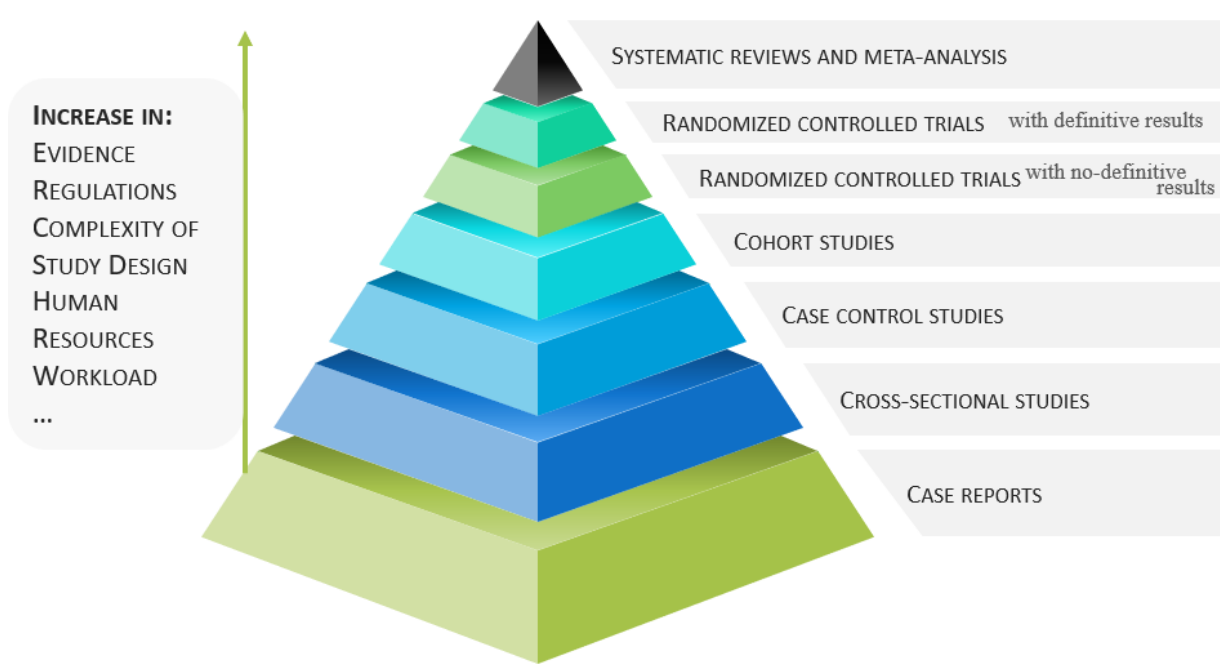 INCREASE IN:
EVIDENCE
REGULATIONS
COMPLEXITY OF
STUDY DESIGN
HUMAN
RESOURCES
WORKLOAD
...
SYSTEMATIC REVIEWS AND META-ANALYSIS
RANDOMIZED CONTROLLED TRIALS with definitive results
RANDOMIZED CONTROLLED TRIALS with no-definitive
results
COHORT STUDIES
CASE CONTROL STUDIES
CROSS-SECTIONAL STUDIES
CASE REPORTS